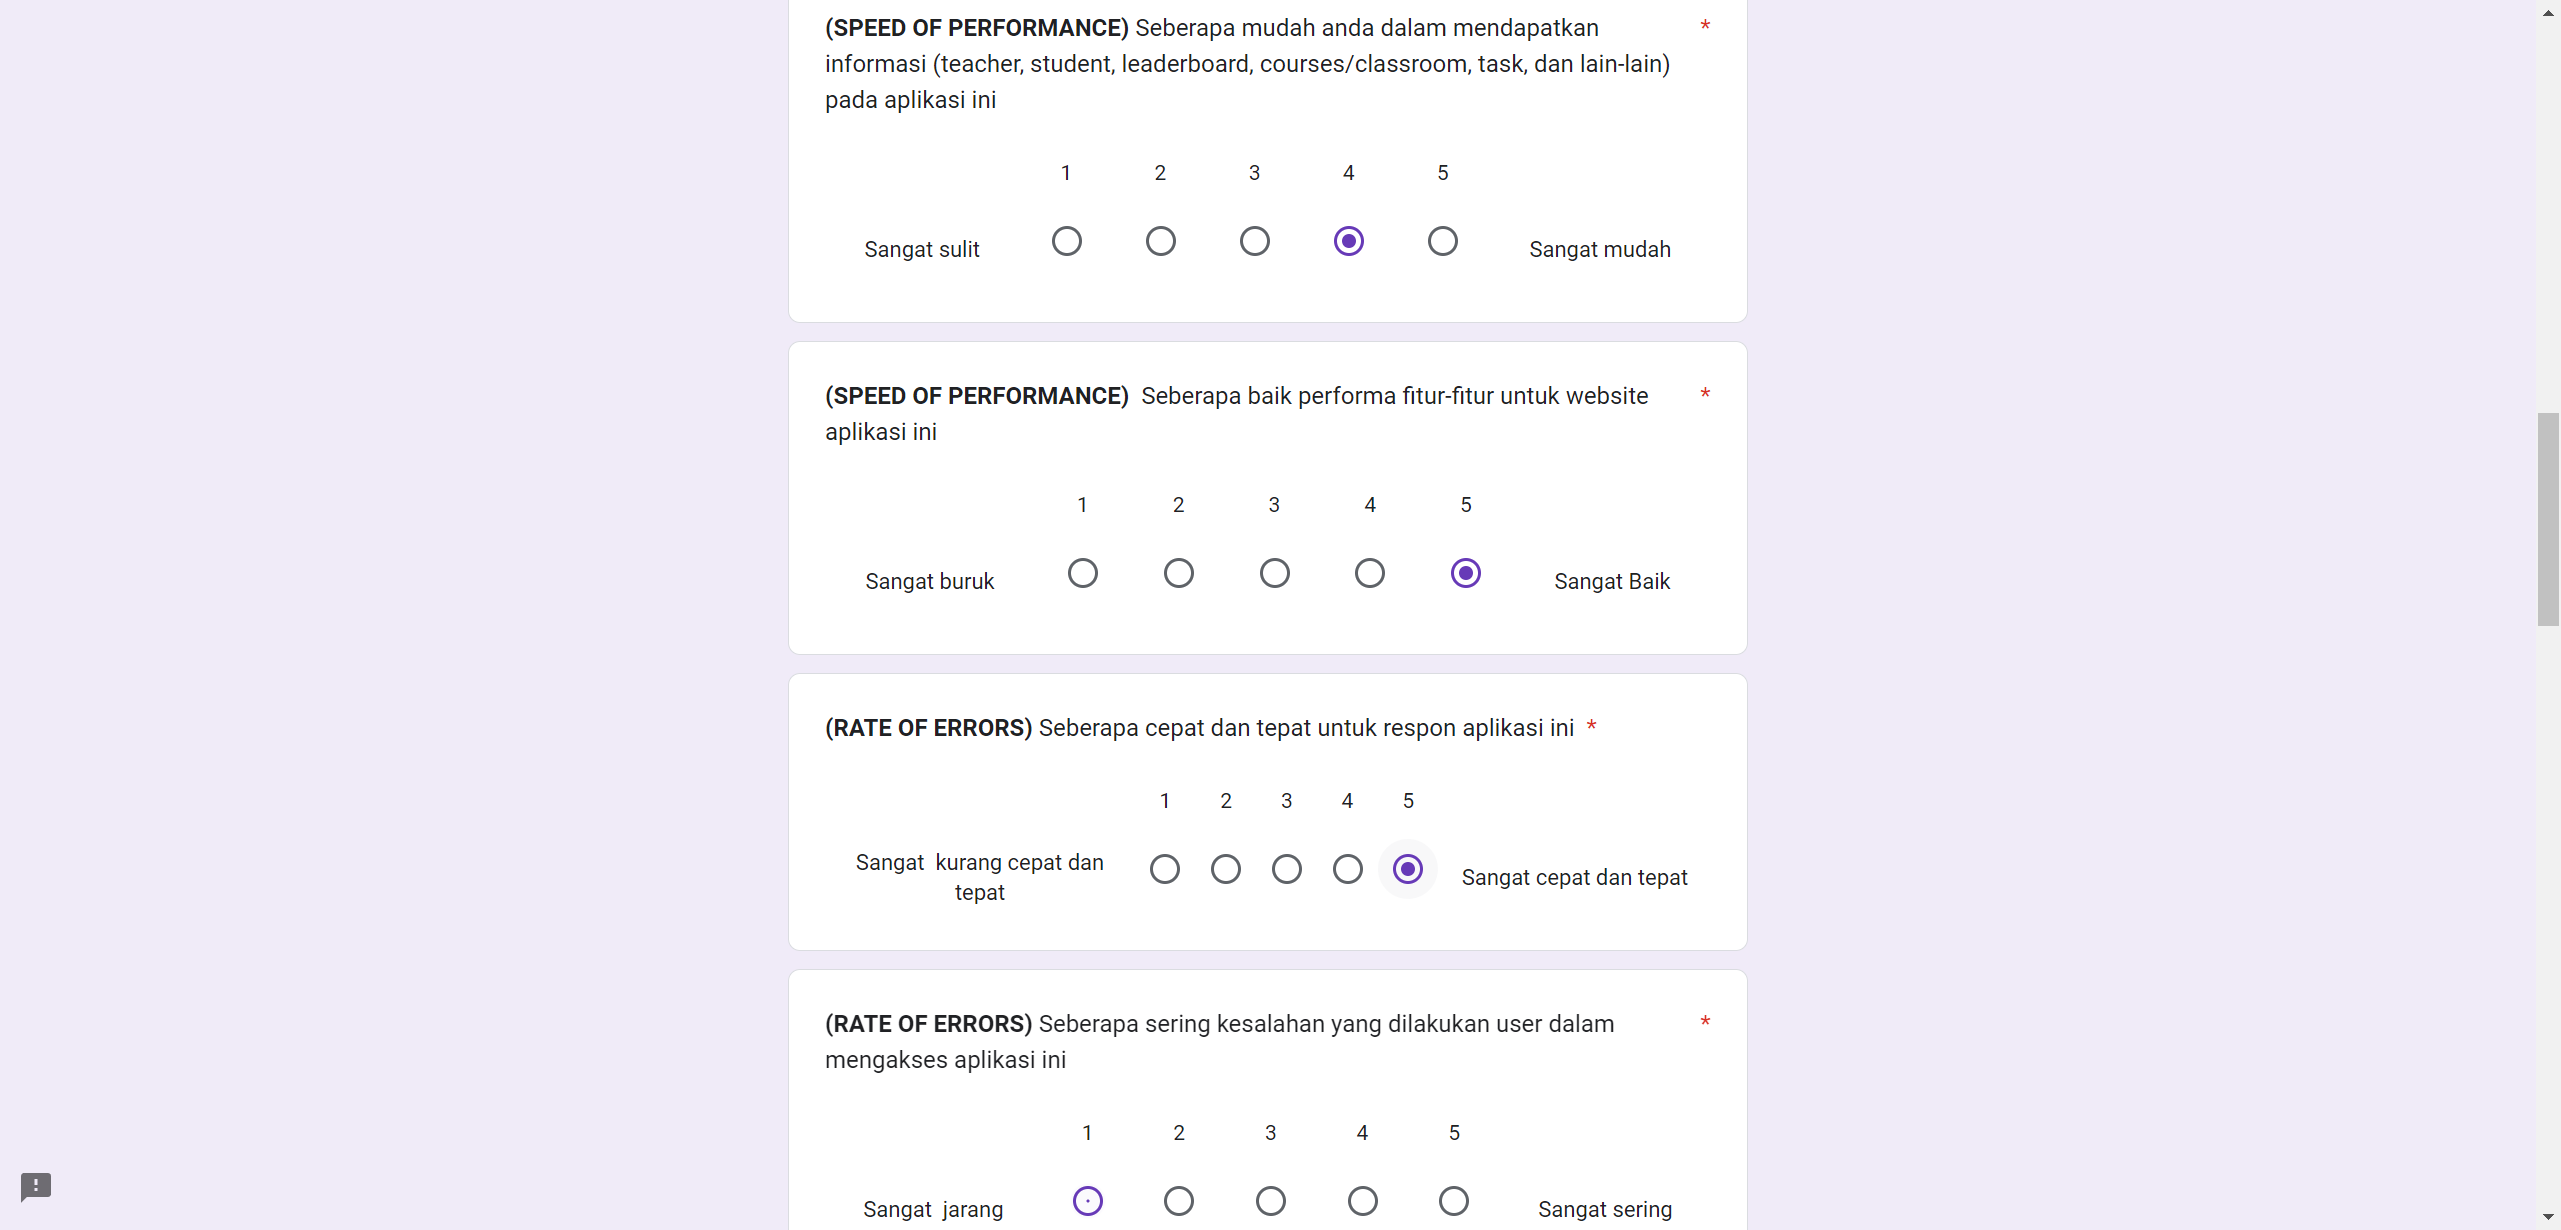 (SPEED OF PERFORMANCE) Seberapa mudah anda dalam mendapatkan *
informasi (teacher, student, leaderboard, courses/classroom, task, dan lain-lain)
pada aplikasi ini
1 2 3 4 5
Sangat sulit Sangat mudah
(SPEED OF PERFORMANCE)  Seberapa baik performa fitur-fitur untuk website *
aplikasi ini
1 2 3 4 5
Sangat buruk Sangat Baik
(RATE OF ERRORS) Seberapa cepat dan tepat untuk respon aplikasi ini *
1 2 3 4 5
Sangat  kurang cepat dan
tepat
Sangat cepat dan tepat
(RATE OF ERRORS) Seberapa sering kesalahan yang dilakukan user dalam *
mengakses aplikasi ini
1 2 3 4 5
Sangat  jarang Sangat sering